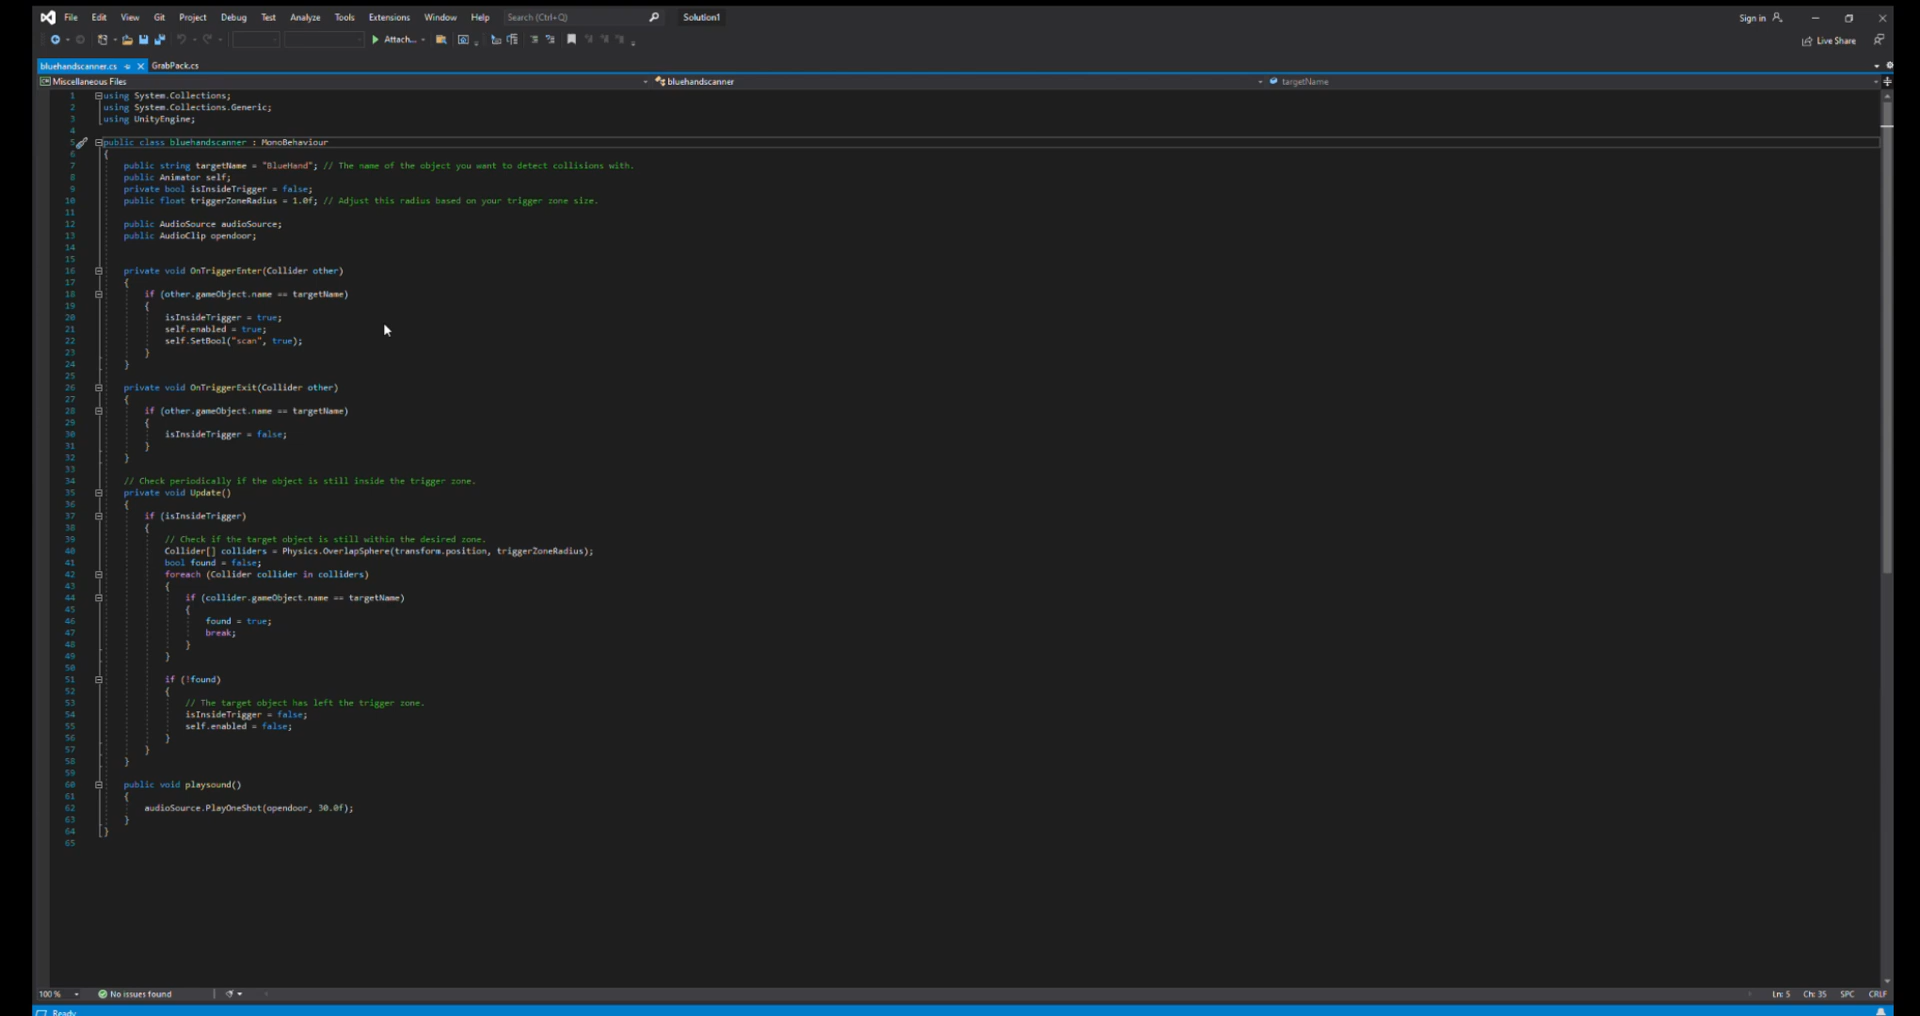 File Edit View Git Project Debug Test Analyze Tools Extensions Window Help Search (Ctrl+Q) Solution1 Sign in
Attach... Live Share
bluehandscanner.cs GrabPack.cs
Miscellaneous Files bluehandscanner targetName
1 using System.Collections;
2 using System.Collections.Generic;
3 using UnityEngine;
4
5 public class bluehandscanner : MonoBehaviour
6 {
7 public string targetName = "BlueHand"; // The name of the object you want to detect collisions with.
8 public Animator self;
9 private bool isInsideTrigger = false;
10 public float triggerZoneRadius = 1.0f; // Adjust this radius based on your trigger zone size.
11
12 public AudioSource audioSource;
13 public AudioClip opendoor;
14
15
16 private void OnTriggerEnter(Collider other)
17 {
18 if (other.gameObject.name == targetName)
19 {
20 isInsideTrigger = true;
21 self.enabled = true;
22 self.SetBool("scan", true);
23 }
24 }
25
26 private void OnTriggerExit(Collider other)
27 {
28 if (other.gameObject.name == targetName)
29 {
30 isInsideTrigger = false;
31 }
32 }
33
34 // Check periodically if the object is still inside the trigger zone.
35 private void Update()
36 {
37 if (isInsideTrigger)
38 {
39 // Check if the target object is still within the desired zone.
40 Collider[] colliders = Physics.OverlapSphere(transform.position, triggerZoneRadius);
41 bool found = false;
42 foreach (Collider collider in colliders)
43 {
44 if (collider.gameObject.name == targetName)
45 {
46 found = true;
47 break;
48 }
49 }
50
51 if (!found)
52 {
53 // The target object has left the trigger zone.
54 isInsideTrigger = false;
55 self.enabled = false;
56 }
57 }
58 }
59
60 public void playsound()
61 {
62 audioSource.PlayOneShot(opendoor, 30.0f);
63 }
64 }
65
100 % No issues found Ln: 5 Ch: 35 SPC CRLF
Ready